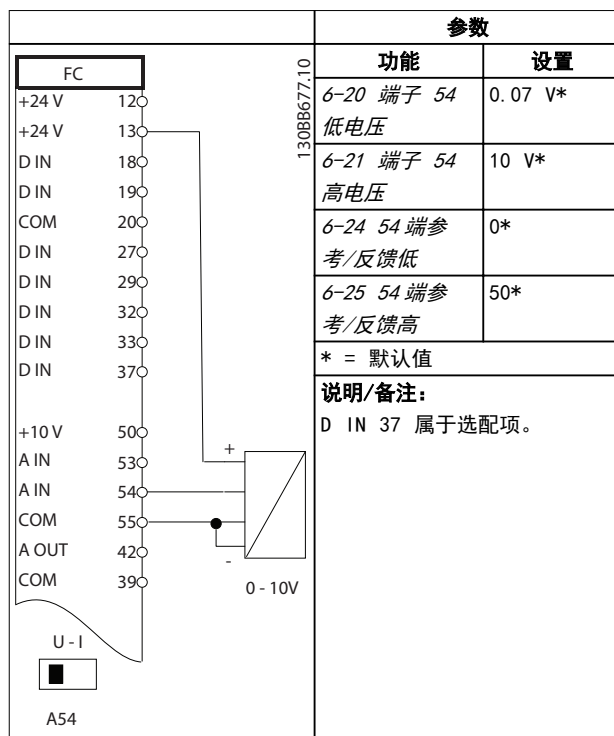 FC
+24 V 12
+24 V 13
D IN 18
D IN 19
COM 20
D IN 27
D IN 29
D IN 32
D IN 33
D IN 37
+10 V 50
A IN 53
A IN 54
COM 55
A OUT 42
COM 39
+
-
0 - 10V
U - I
A54
130BB677.10
参数
功能 设置
6-20 端子 54 0.07 V*
低电压
6-21 端子 54 10 V*
高电压
6-24 54 端参 0*
考/反馈低
6-25 54 端参 50*
考/反馈高
* = 默认值
说明/备注：
D IN 37 属于选配项。